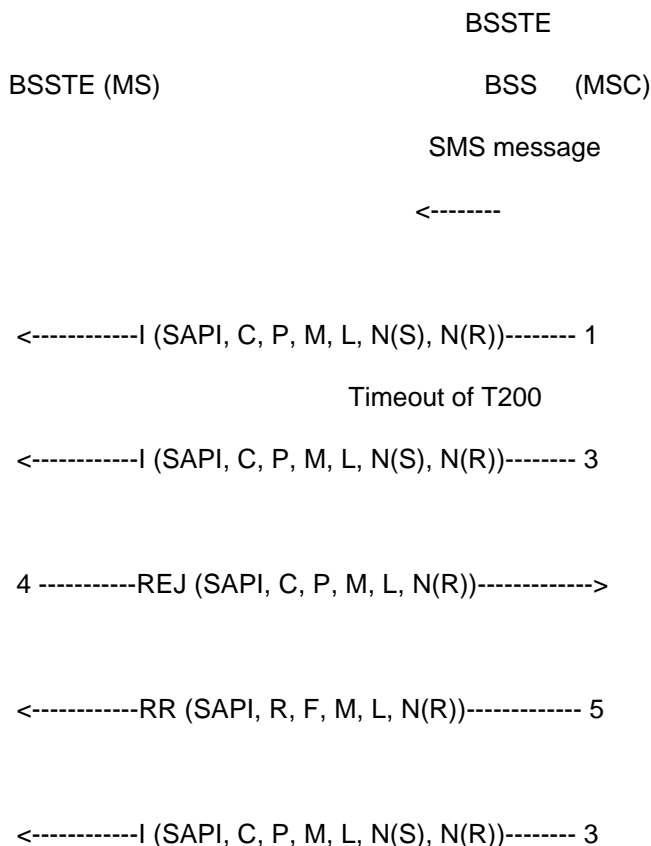 BSSTE
BSSTE (MS) BSS (MSC)
SMS message
<--------
<------------I (SAPI, C, P, M, L, N(S), N(R))-------- 1
Timeout of T200
<------------I (SAPI, C, P, M, L, N(S), N(R))-------- 3
4 -----------REJ (SAPI, C, P, M, L, N(R))------------->
<------------RR (SAPI, R, F, M, L, N(R))------------- 5
<------------I (SAPI, C, P, M, L, N(S), N(R))-------- 3